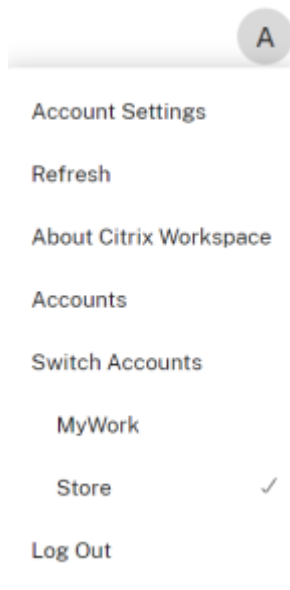 A
Account Settings
Refresh
About Citrix Workspace
Accounts
Switch Accounts
MyWork
Store
Log Out